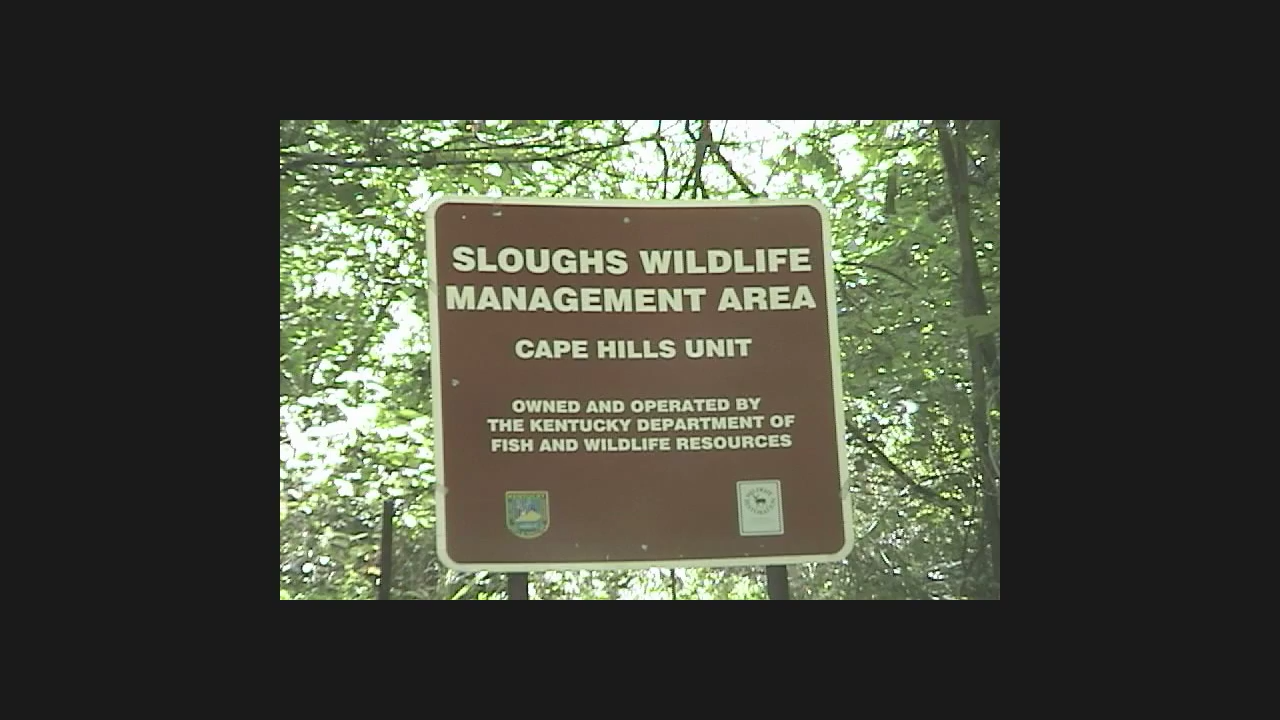 SLOUGHS WILDLIFE
MANAGEMENT AREA
CAPE HILLS UNIT
OWNED AND OPERATED BY
THE KENTUCKY DEPARTMENT OF
FISH AND WILDLIFE RESOURCES
KENTUCKY